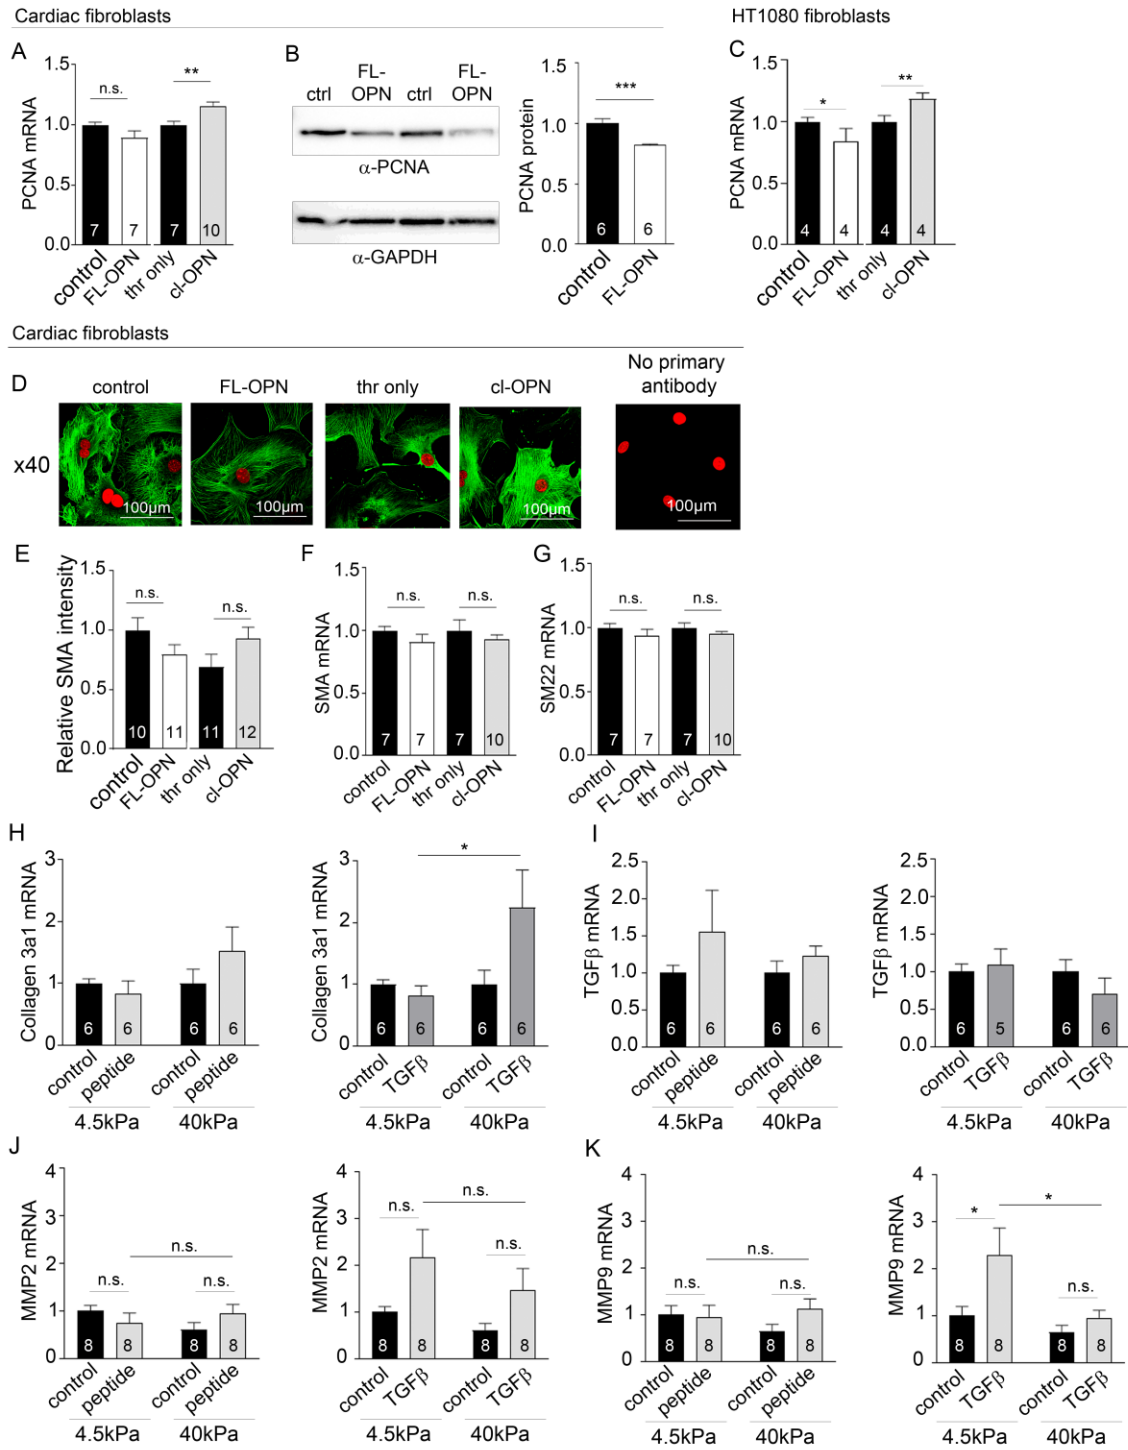 Cardiac fibroblasts
HT1080 fibroblasts
A
PCNA mRNA
1.5
1.0
0.5
0.0
n.s.
**
7
7
7
10
control
FL-OPN
thr only
cl-OPN
B
ctrl
FL-
OPN
ctrl
FL-
OPN
α-PCNA
α-GAPDH
PCNA protein
1.5
1.0
0.5
0.0
***
6
6
control
FL-OPN
C
PCNA mRNA
1.5
1.0
0.5
0.0
*
**
4
4
4
4
control
FL-OPN
thr only
cl-OPN
Cardiac fibroblasts
D
control
FL-OPN
thr only
cl-OPN
No primary
antibody
x40
100µm
100µm
100µm
100µm
100µm
E
Relative SMA intensity
1.5
1.0
0.5
0.0
n.s.
n.s.
10
11
11
12
control
FL-OPN
thr only
cl-OPN
F
SMA mRNA
1.5
1.0
0.5
0.0
n.s.
n.s.
7
7
7
10
control
FL-OPN
thr only
cl-OPN
G
SM22 mRNA
1.5
1.0
0.5
0.0
n.s.
n.s.
7
7
7
10
control
FL-OPN
thr only
cl-OPN
H
Collagen 3a1 mRNA
3
2
1
0
6
6
6
6
control
peptide
control
peptide
4.5kPa
40kPa
Collagen 3a1 mRNA
3
2
1
0
*
6
6
6
6
control
TGFβ
control
TGFβ
4.5kPa
40kPa
I
TGFβ mRNA
2.5
2.0
1.5
1.0
0.5
0.0
6
6
6
6
control
peptide
control
peptide
4.5kPa
40kPa
TGFβ mRNA
2.5
2.0
1.5
1.0
0.5
0.0
6
5
6
6
control
TGFβ
control
TGFβ
4.5kPa
40kPa
J
MMP2 mRNA
4
3
2
1
0
n.s.
n.s.
n.s.
8
8
8
8
control
peptide
control
peptide
4.5kPa
40kPa
MMP2 mRNA
4
3
2
1
0
n.s.
n.s.
n.s.
8
8
8
8
control
TGFβ
control
TGFβ
4.5kPa
40kPa
K
MMP9 mRNA
4
3
2
1
0
n.s.
n.s.
n.s.
8
8
8
8
control
peptide
control
peptide
4.5kPa
40kPa
MMP9 mRNA
4
3
2
1
0
*
*
n.s.
8
8
8
8
control
TGFβ
control
TGFβ
4.5kPa
40kPa